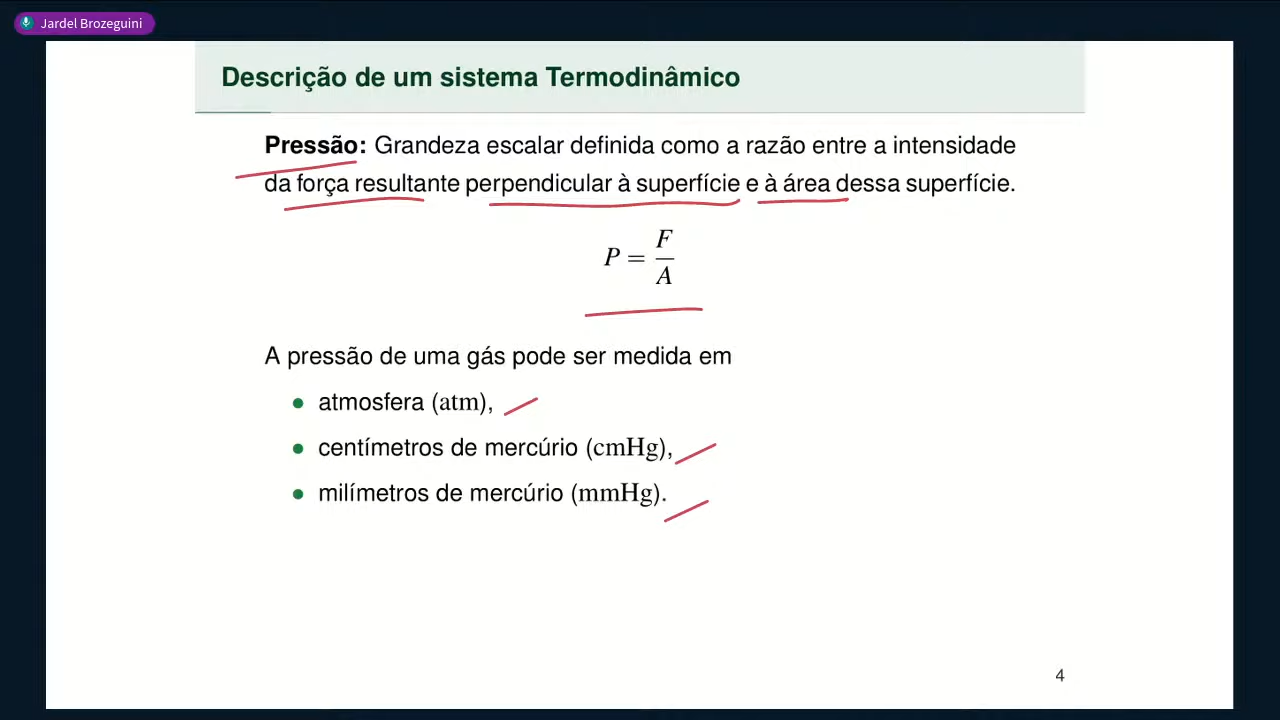 Jardel Brozeguini
Descrição de um sistema Termodinâmico
Pressão: Grandeza escalar definida como a razão entre a intensidade
da força resultante perpendicular à superfície e à área dessa superfície.
P = F/A
A pressão de uma gás pode ser medida em
• atmosfera (atm),
• centímetros de mercúrio (cmHg),
• milímetros de mercúrio (mmHg).
4